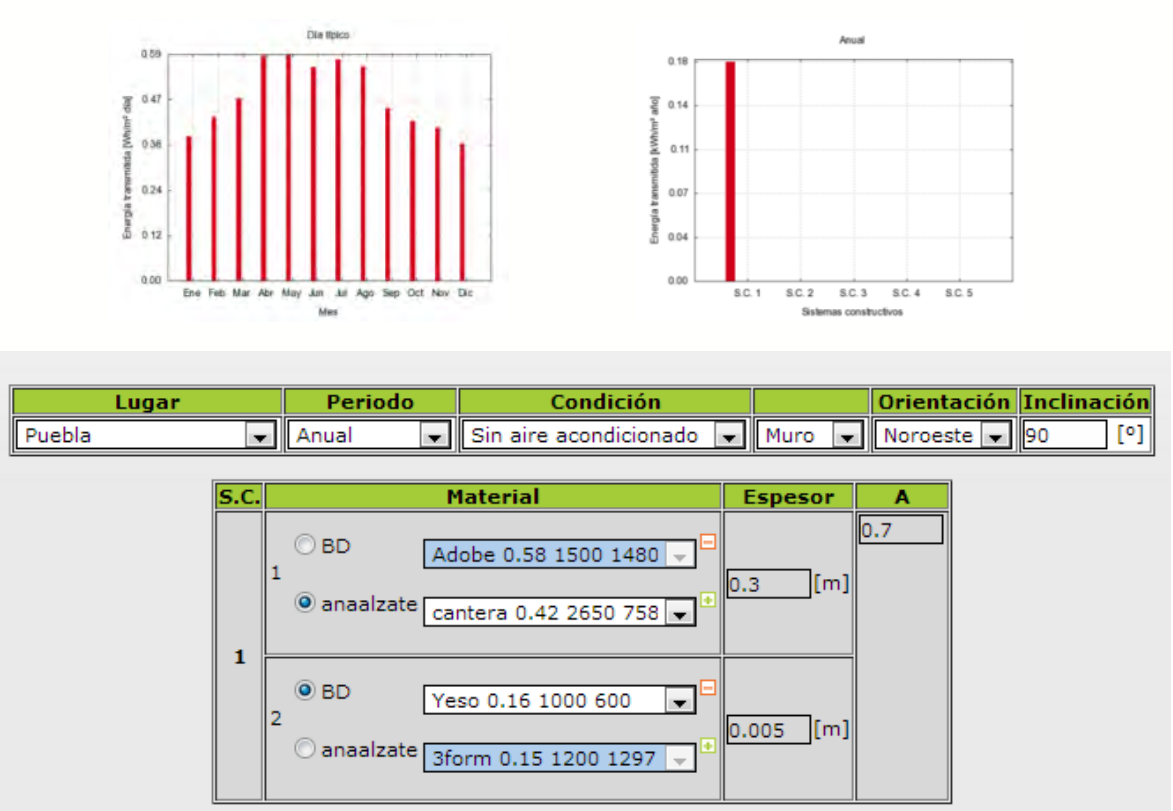 Día típico
0.59
0.47
0.36
0.24
0.12
0.00
Energía transmitida [Wh/m² día]
Ene Feb Mar Abr May Jun Jul Ago Sep Oct Nov Dic
Mes
Anual
0.18
0.14
0.11
0.07
0.04
0.00
Energía transmitida [kWh/m² año]
S.C. 1 S.C. 2 S.C. 3 S.C. 4 S.C. 5
Sistemas constructivos
Lugar Periodo Condición Orientación Inclinación
Puebla Anual Sin aire acondicionado Muro Noroeste 90 [º]
S.C. Material Espesor A
1
1
BD Adobe 0.58 1500 1480
anaalzate cantera 0.42 2650 758
0.3 [m]
0.7
2
BD Yeso 0.16 1000 600
anaalzate 3form 0.15 1200 1297
0.005 [m]